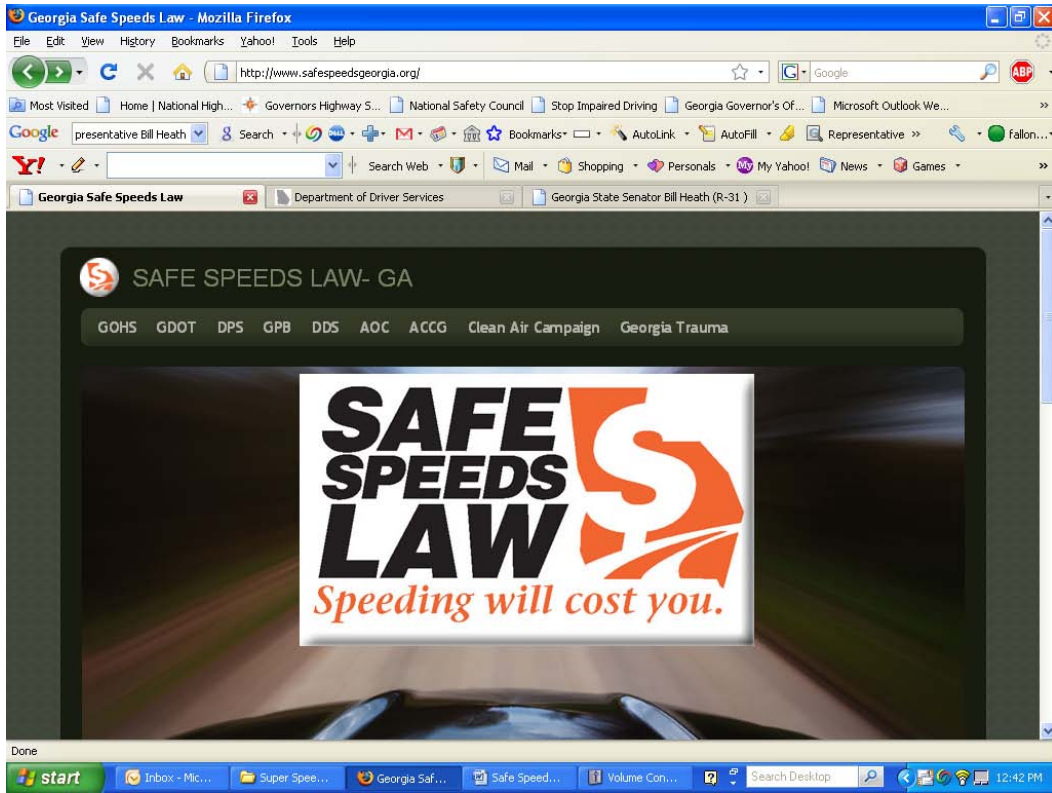 Georgia Safe Speeds Law - Mozilla Firefox
File Edit View History Bookmarks Yahoo! Tools Help
http://www.safespeedsgeorgia.org/ G Google ABP
Most Visited Home | National High... Governors Highway S... National Safety Council Stop Impaired Driving Georgia Governor's Of... Microsoft Outlook We... »
Google presentative Bill Heath Search Bookmarks AutoLink AutoFill Representative » fallon...
Y! Search Web Mail Shopping Personals My My Yahoo! News Games »
Georgia Safe Speeds Law Department of Driver Services Georgia State Senator Bill Heath (R-31 )
SAFE SPEEDS LAW- GA
GOHS GDOT DPS GPB DDS AOC ACCG Clean Air Campaign Georgia Trauma
SAFE
SPEEDS
LAW
Speeding will cost you.
Done
start Inbox - Mic... Super Spee... Georgia Saf... Safe Speed... Volume Con... Search Desktop 12:42 PM